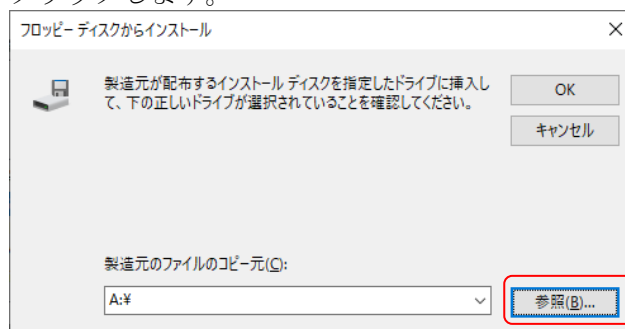 フロッピー ディスクからインストール
製造元が配布するインストール ディスクを指定したドライブに挿入し
て、下の正しいドライブが選択されていることを確認してください。
OK
キャンセル
製造元のファイルのコピー元(C):
A:¥
参照(B)...